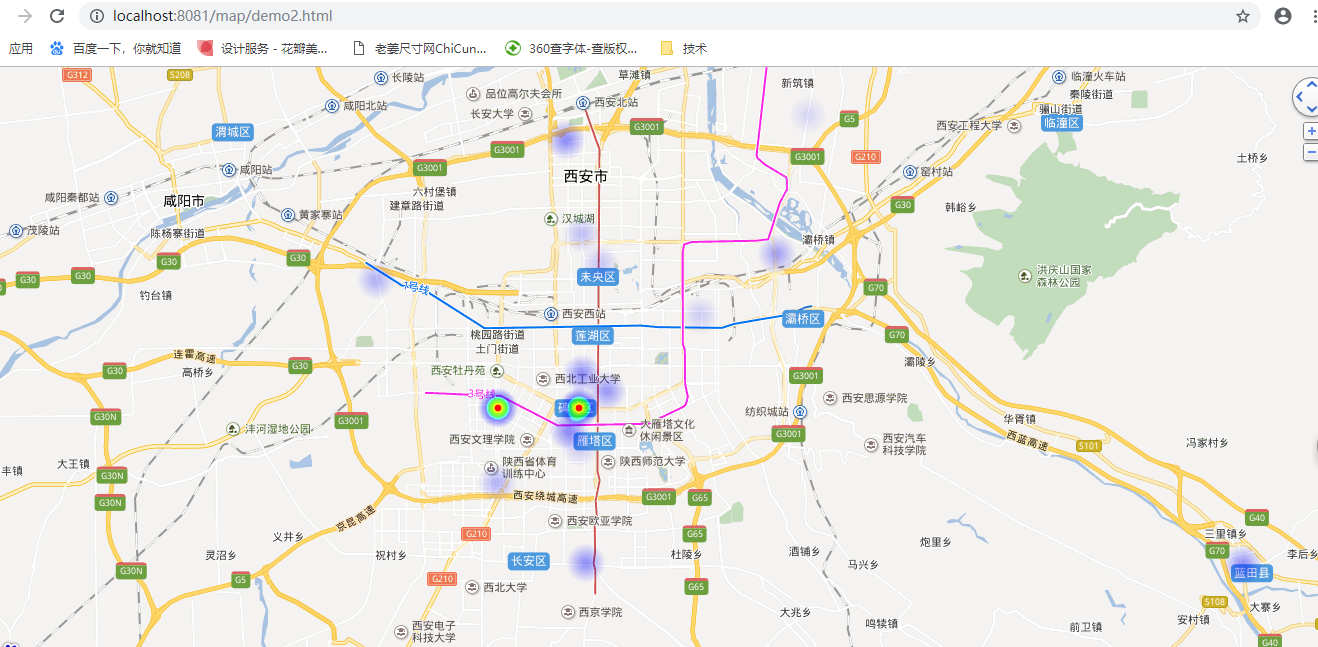 localhost:8081/map/demo2.html
应用
百度一下，你就知道
设计服务 - 花瓣美...
老姜尺寸网ChiCun...
360查字体-查版权...
技术
G312
S208
长陵站
草滩镇
新筑镇
临潼火车站
秦陵街道
品位高尔夫会所
咸阳北站
西安北站
长安大学
骊山街道
临潼区
渭城区
G3001
G5
西安工程大学
G3001
G3001
G210
土桥乡
G3001
咸阳站
西安市
窑村站
六村堡镇
咸阳秦都站
咸阳市
建章路街道
G30
韩峪乡
黄家寨站
汉城湖
茂陵站
陈杨寨街道
灞桥镇
G30
G30
洪庆山国家
森林公园
G30
G30
未央区
1号线
G70
钓台镇
西安西站
灞桥区
桃园路街道
莲湖区
G70
土门街道
连霍高速
高桥乡
G30
G30
灞陵乡
西安牡丹苑
西北工业大学
G3001
3号线
西安思源学院
纺织城站
G30N
G3001
大雁塔文化
休闲景区
华胥镇
沣河湿地公园
西安文理学院
雁塔区
G3001
西安汽车
科技学院
西蓝高速
S101
冯家村乡
丰镇
大王镇
陕西省体育
训练中心
陕西师范大学
G30N
G30N
西安绕城高速
G3001
G65
京昆高速
西安欧亚学院
G40
义井乡
G210
G65
三里镇乡
炮里乡
G70
灵沼乡
祝村乡
长安区
杜陵乡
酒铺乡
李后乡
马兴乡
G30N
G5
G210
西北大学
G65
蓝田县
S108
大寨乡
西京学院
大兆乡
安村镇
西安电子
科技大学
鸣犊镇
前卫镇
G40